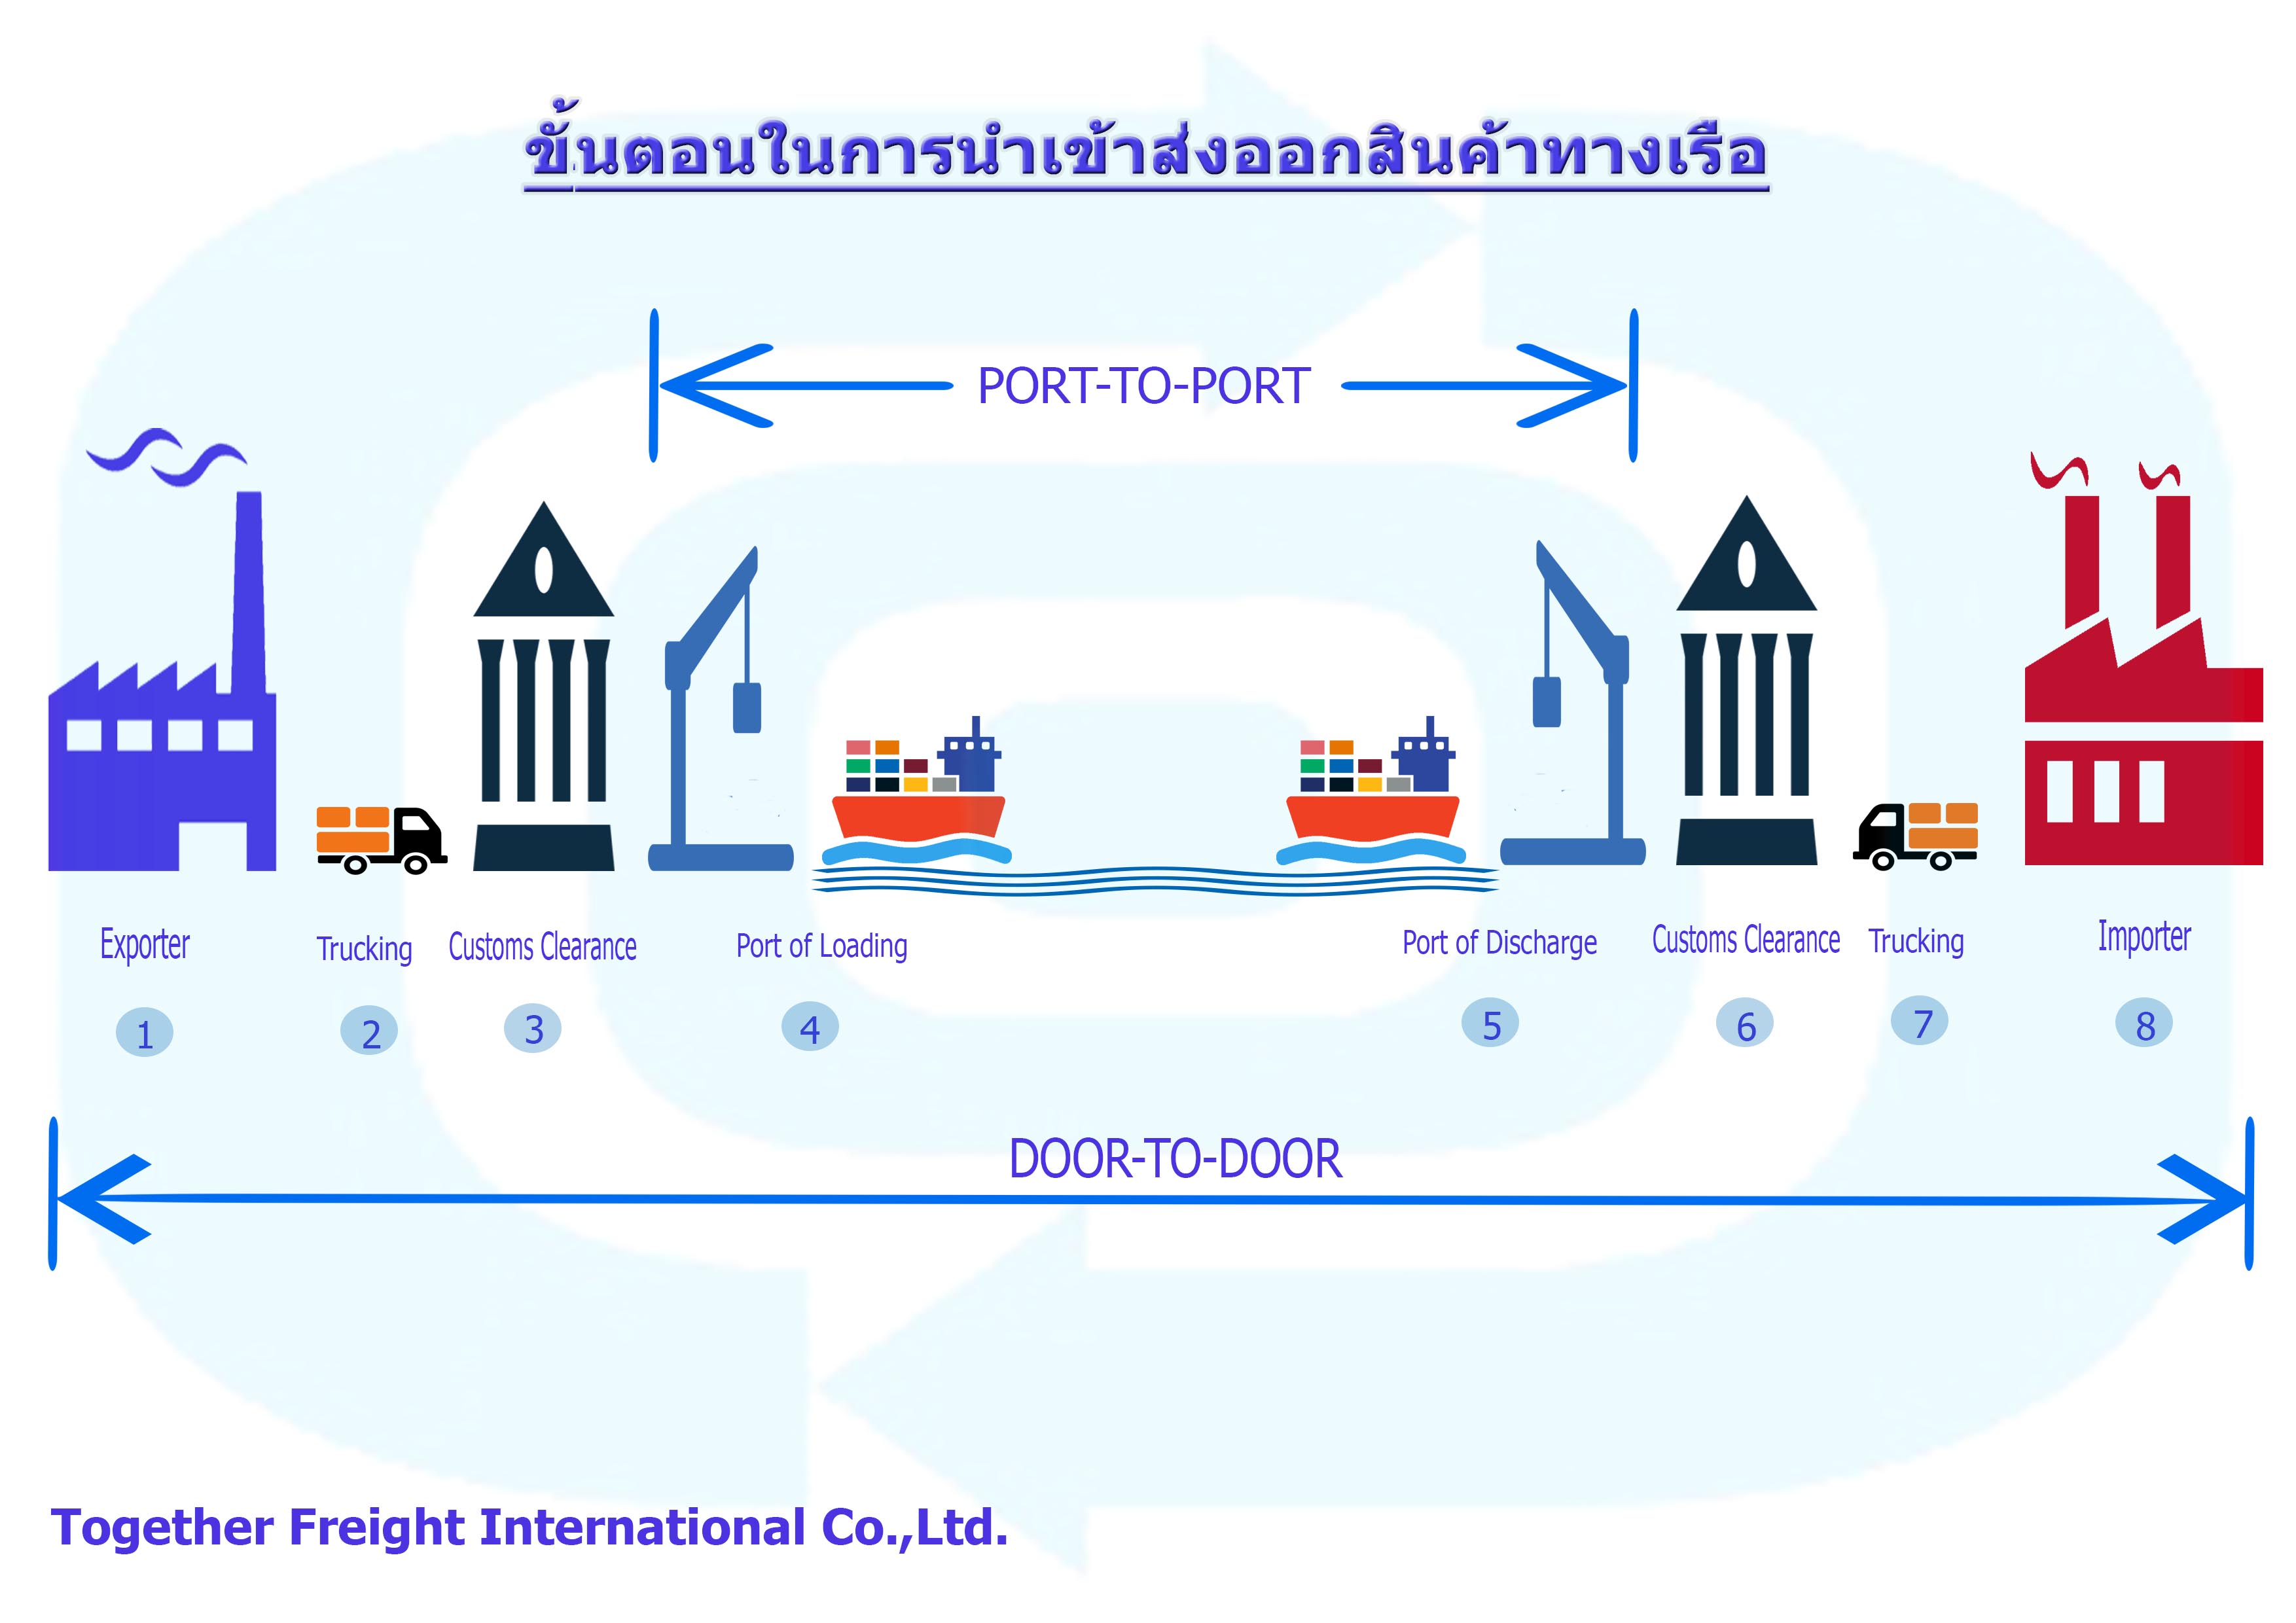 ขั้นตอนในการนำเข้าส่งออกสินค้าทางเรือ
PORT-TO-PORT
Exporter
Trucking
Customs Clearance
Port of Loading
Port of Discharge
Customs Clearance
Trucking
Importer
1
2
3
4
5
6
7
8
DOOR-TO-DOOR
Together Freight International Co.,Ltd.